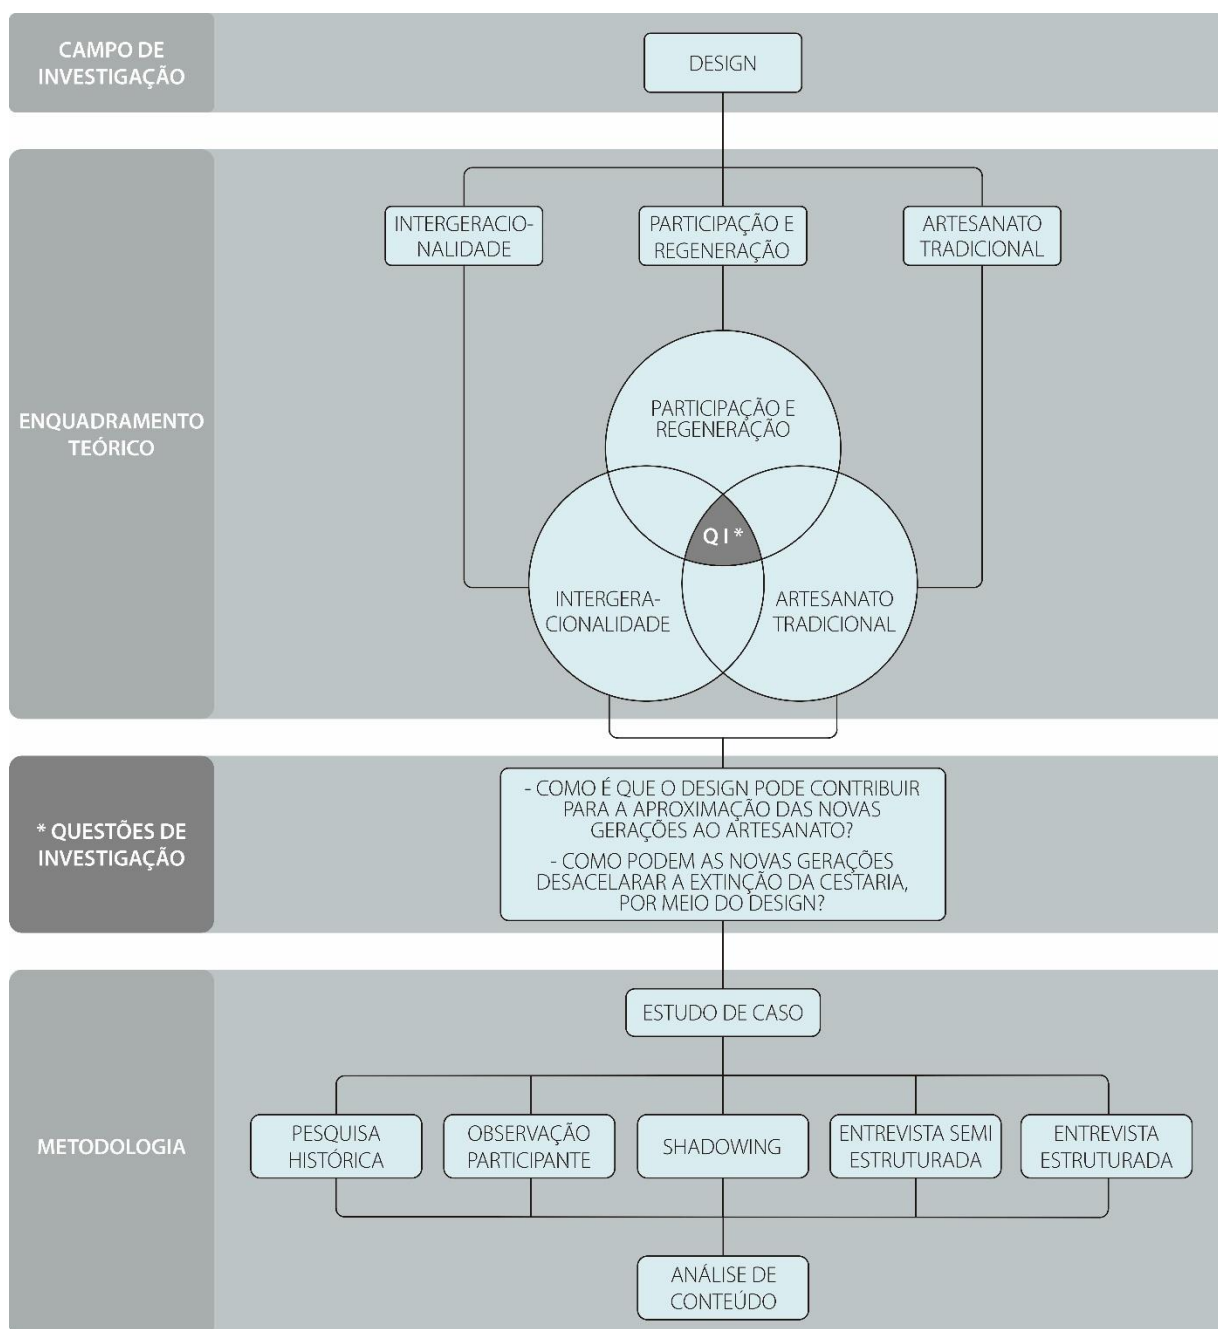 CAMPO DE
INVESTIGAÇÃO
DESIGN
ENQUADRAMENTO
TEÓRICO
INTERGERACIO-
NALIDADE
PARTICIPAÇÃO E
REGENERAÇÃO
ARTESANATO
TRADICIONAL
PARTICIPAÇÃO E
REGENERAÇÃO
QI*
INTERGERA-
CIONALIDADE
ARTESANATO
TRADICIONAL
* QUESTÕES DE
INVESTIGAÇÃO
- COMO É QUE O DESIGN PODE CONTRIBUIR
PARA A APROXIMAÇÃO DAS NOVAS
GERAÇÕES AO ARTESANATO?
- COMO PODEM AS NOVAS GERAÇÕES
DESACELARAR A EXTINÇÃO DA CESTARIA,
POR MEIO DO DESIGN?
METODOLOGIA
ESTUDO DE CASO
PESQUISA
HISTÓRICA
OBSERVAÇÃO
PARTICIPANTE
SHADOWING
ENTREVISTA SEMI
ESTRUTURADA
ENTREVISTA
ESTRUTURADA
ANÁLISE DE
CONTEÚDO